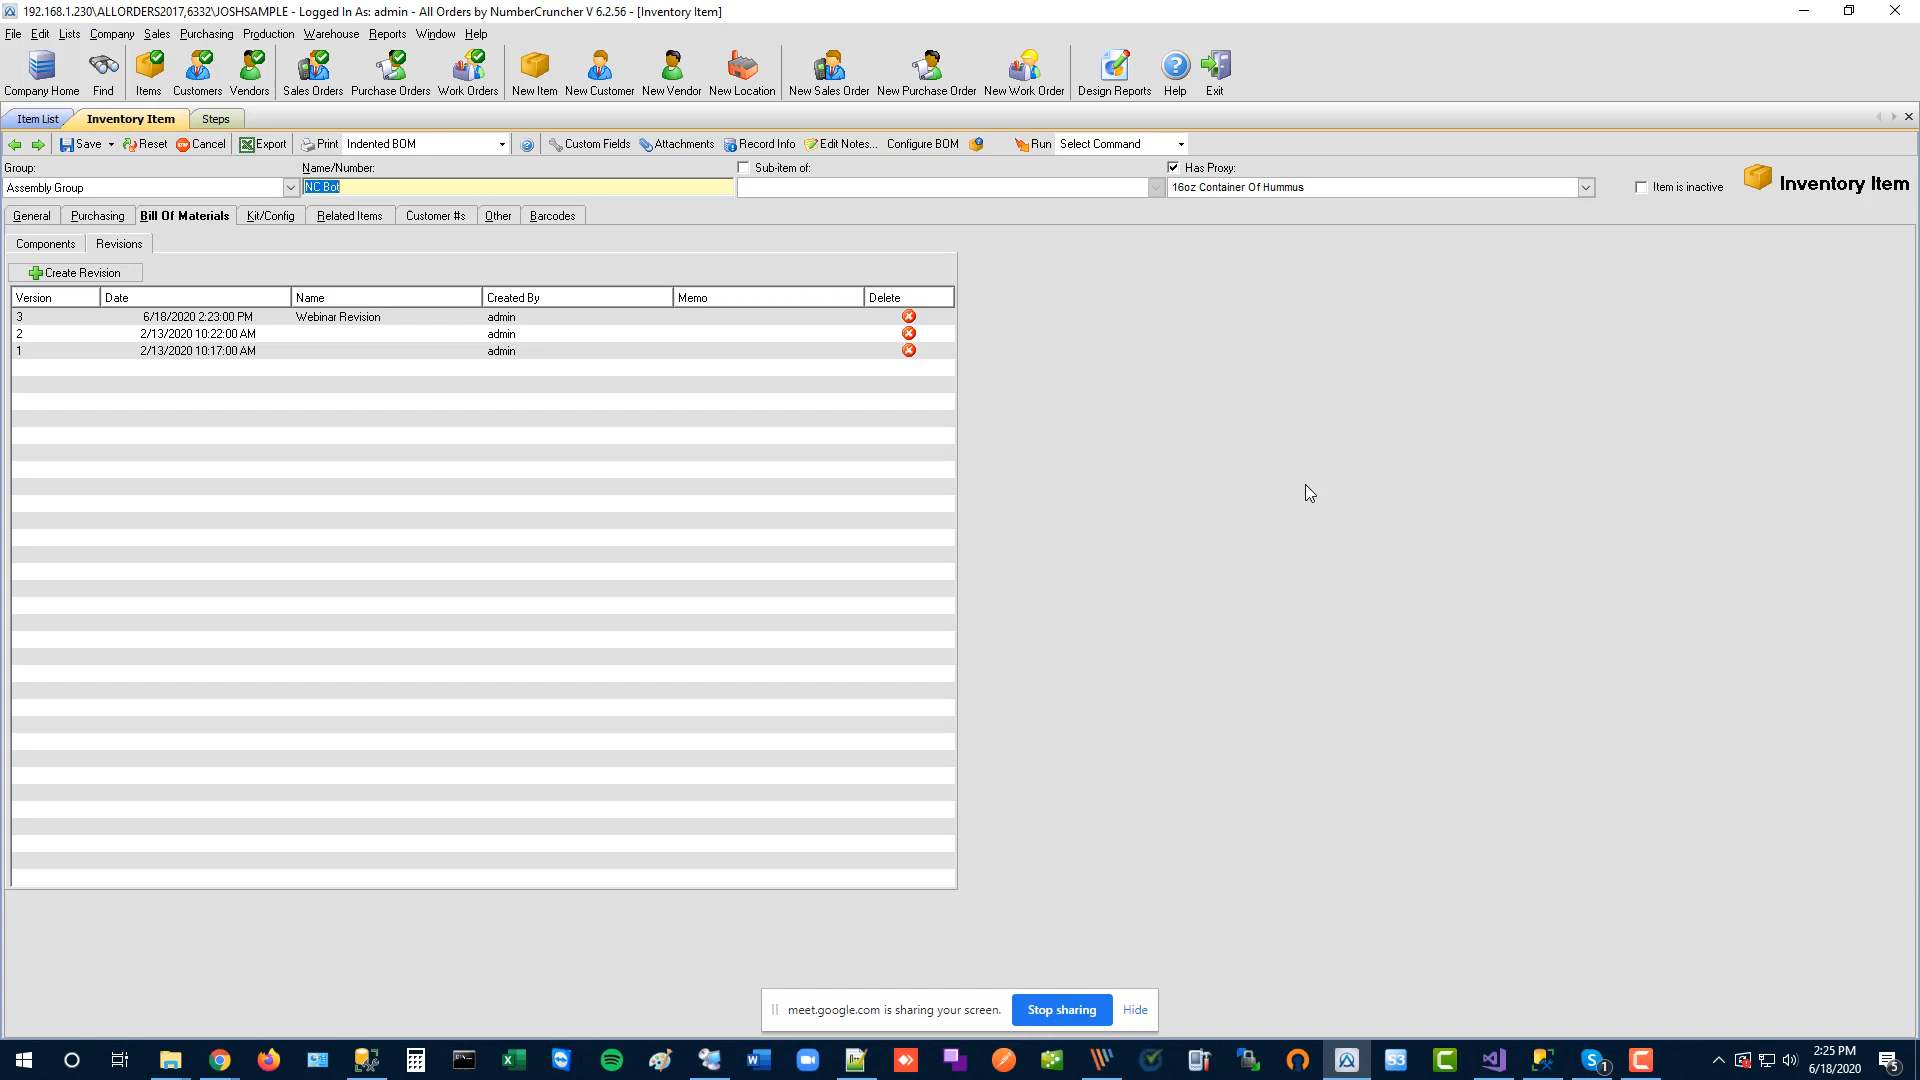 192.168.1.230\ALLORDERS2017,6332\JOSHSAMPLE - Logged In As: admin - All Orders by NumberCruncher V 6.2.56 - [Inventory Item]
File Edit Lists Company Sales Purchasing Production Warehouse Reports Window Help
Company Home Find Items Customers Vendors Sales Orders Purchase Orders Work Orders New Item New Customer New Vendor New Location New Sales Order New Purchase Order New Work Order Design Reports Help Exit
Item List Inventory Item Steps
Save Reset Cancel Export Print Indented BOM Custom Fields Attachments Record Info Edit Notes... Configure BOM Run Select Command
Group: Name/Number: Sub-item of: Has Proxy:
Assembly Group NC Bot 16oz Container Of Hummus Item is inactive Inventory Item
General Purchasing Bill Of Materials Kit/Config Related Items Customer #s Other Barcodes
Components Revisions
Create Revision
Version Date Name Created By Memo Delete
3 6/18/2020 2:23:00 PM Webinar Revision admin
2 2/13/2020 10:22:00 AM admin
1 2/13/2020 10:17:00 AM admin
meet.google.com is sharing your screen. Stop sharing Hide
2:25 PM
6/18/2020